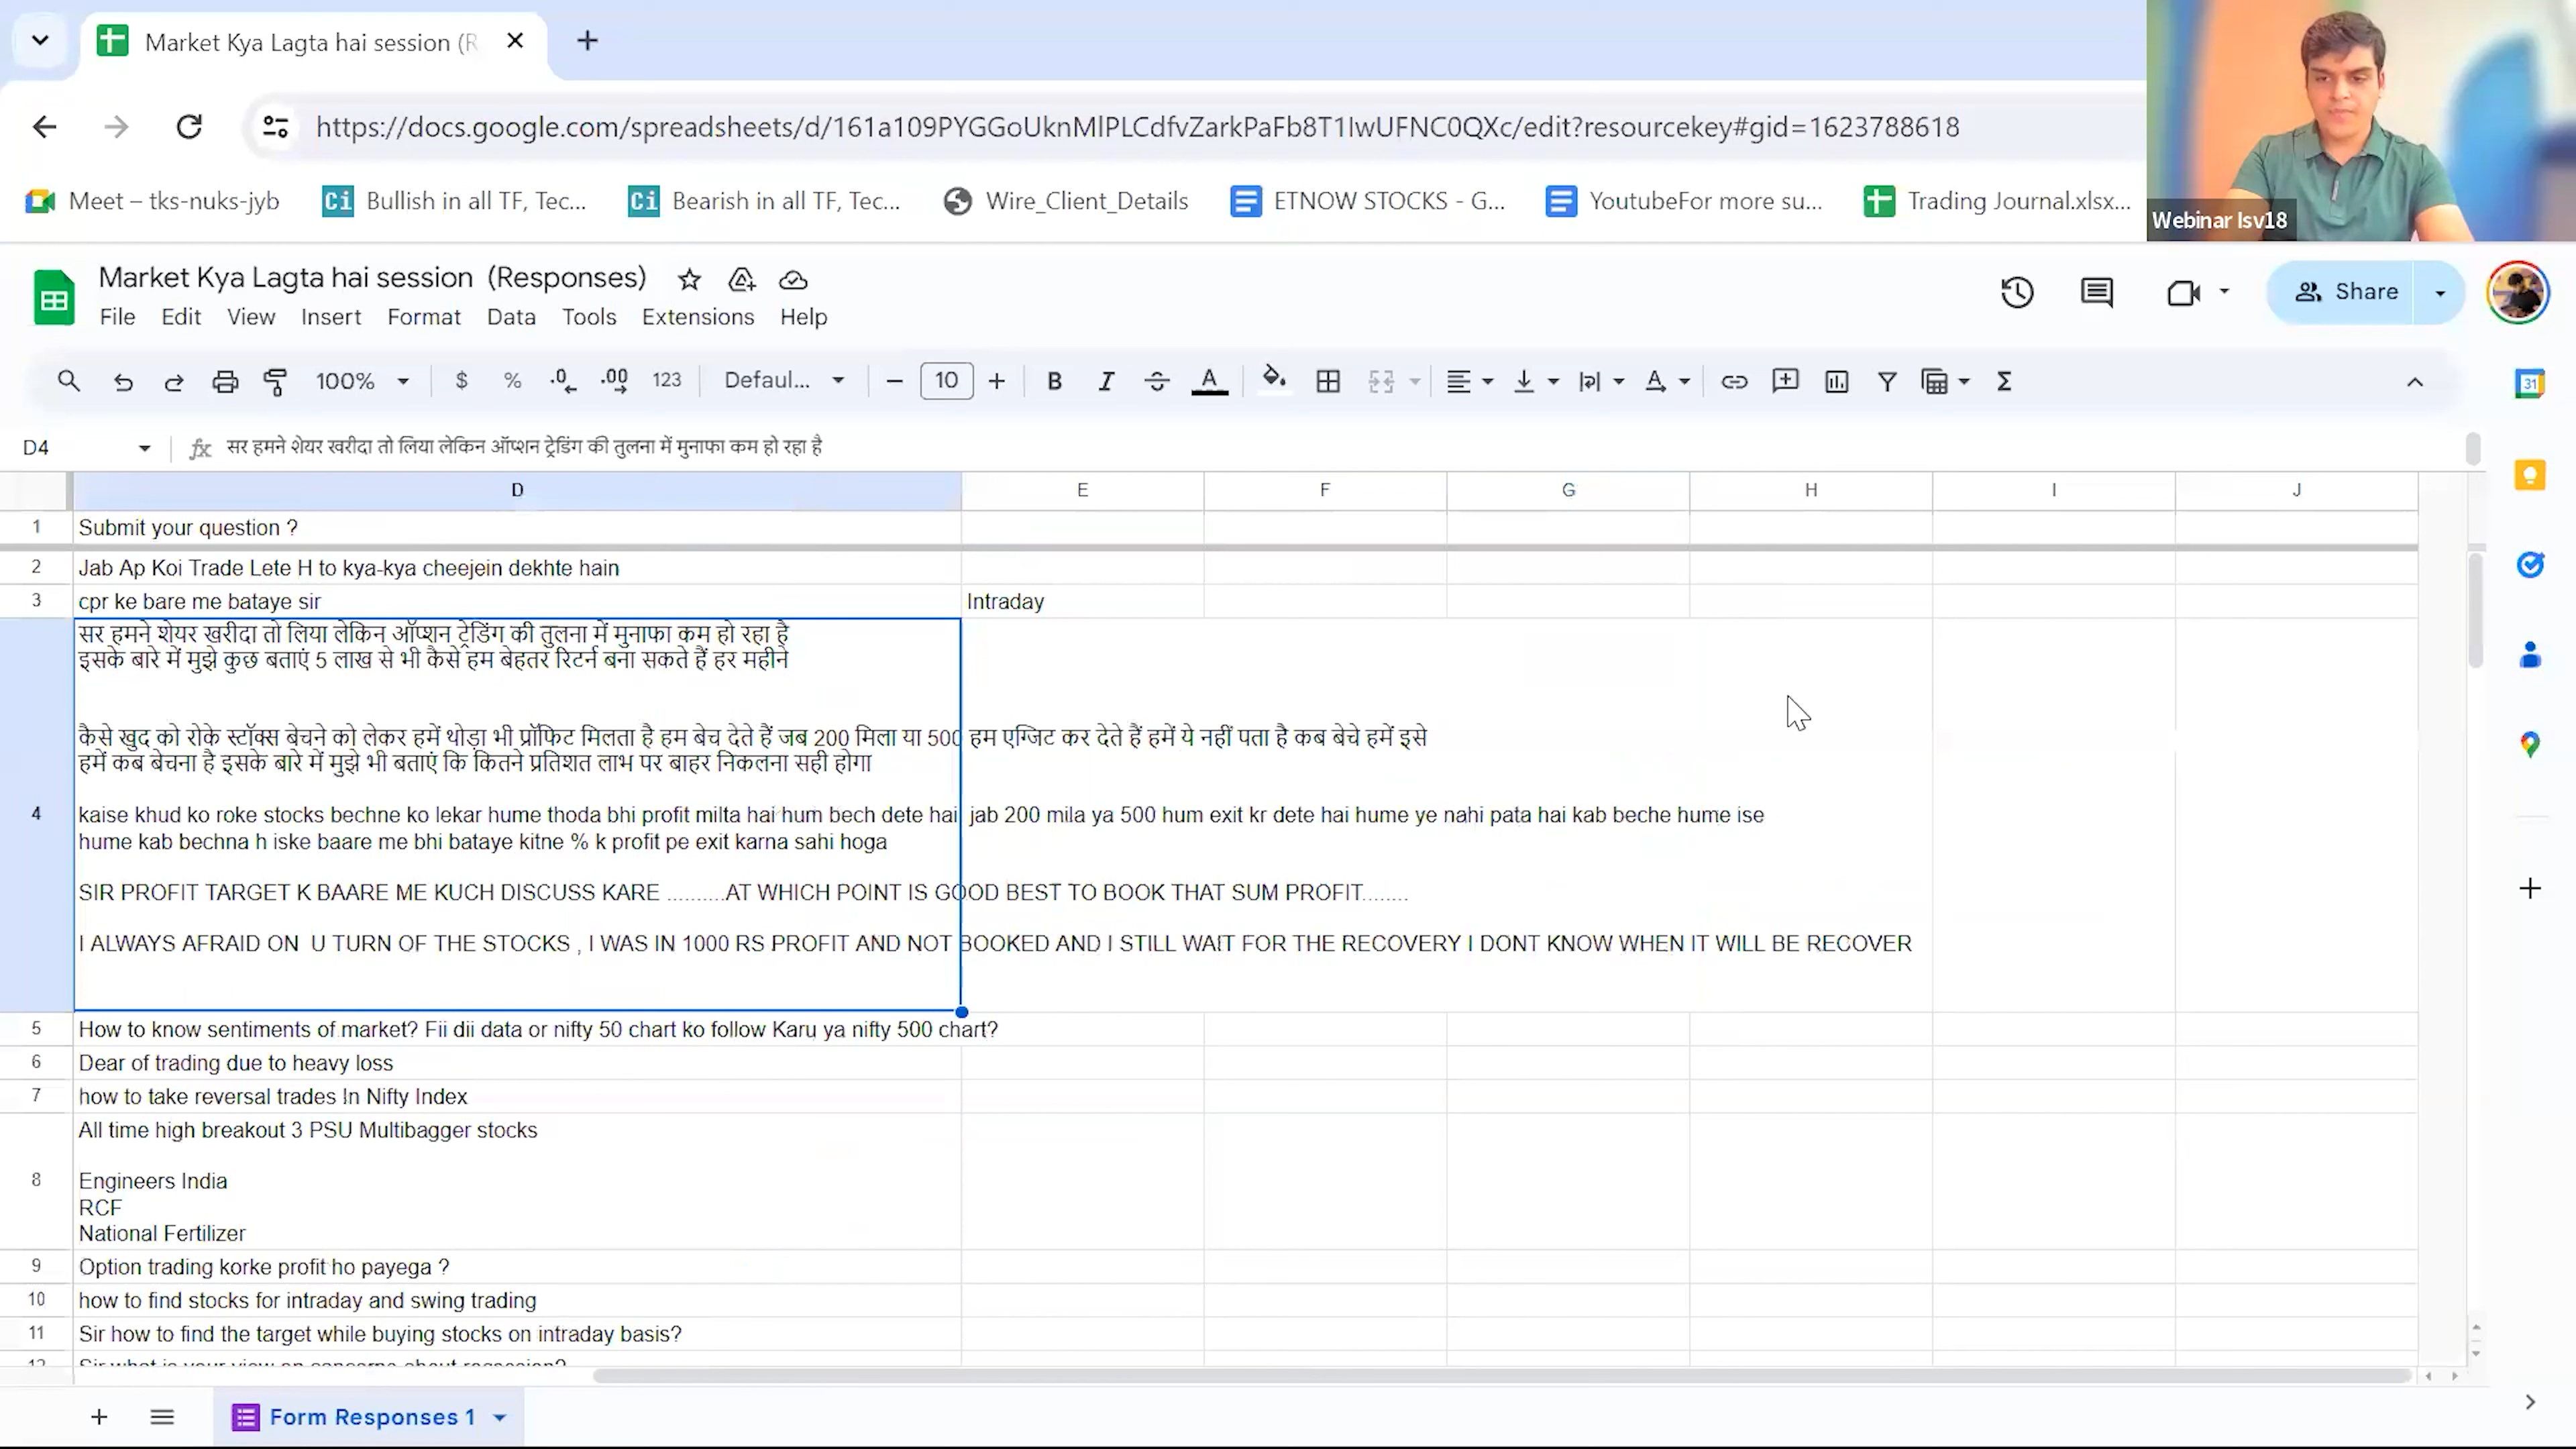 Market Kya Lagta hai session (R
https://docs.google.com/spreadsheets/d/161a109PYGGoUknMlPLCdfvZarkPaFb8T1IwUFNC0QXc/edit?resourcekey#gid=1623788618
Meet – tks-nuks-jyb
Ci Bullish in all TF, Tec...
Ci Bearish in all TF, Tec...
Wire_Client_Details
ETNOW STOCKS - G...
YoutubeFor more su...
Trading Journal.xlsx...
Webinar Isv18
Market Kya Lagta hai session (Responses)
File Edit View Insert Format Data Tools Extensions Help
Share
100% $ % .0 .00 123 Defaul... 10 B I A Σ
31
D4 fx सर हमने शेयर खरीदा तो लिया लेकिन ऑप्शन ट्रेडिंग की तुलना में मुनाफा कम हो रहा है
D E F G H I J
1 Submit your question ?
2 Jab Ap Koi Trade Lete H to kya-kya cheejein dekhte hain
3 cpr ke bare me bataye sir Intraday
सर हमने शेयर खरीदा तो लिया लेकिन ऑप्शन ट्रेडिंग की तुलना में मुनाफा कम हो रहा है
इसके बारे में मुझे कुछ बताएं 5 लाख से भी कैसे हम बेहतर रिटर्न बना सकते हैं हर महीने
कैसे खुद को रोके स्टॉक्स बेचने को लेकर हमें थोड़ा भी प्रॉफिट मिलता है हम बेच देते हैं जब 200 मिला या 500 हम एग्जिट कर देते हैं हमें ये नहीं पता है कब बेचे हमें इसे
हमें कब बेचना है इसके बारे में मुझे भी बताएं कि कितने प्रतिशत लाभ पर बाहर निकलना सही होगा
4 kaise khud ko roke stocks bechne ko lekar hume thoda bhi profit milta hai hum bech dete hai jab 200 mila ya 500 hum exit kr dete hai hume ye nahi pata hai kab beche hume ise
hume kab bechna h iske baare me bhi bataye kitne % k profit pe exit karna sahi hoga
SIR PROFIT TARGET K BAARE ME KUCH DISCUSS KARE ..........AT WHICH POINT IS GOOD BEST TO BOOK THAT SUM PROFIT........
I ALWAYS AFRAID ON U TURN OF THE STOCKS , I WAS IN 1000 RS PROFIT AND NOT BOOKED AND I STILL WAIT FOR THE RECOVERY I DONT KNOW WHEN IT WILL BE RECOVER
5 How to know sentiments of market? Fii dii data or nifty 50 chart ko follow Karu ya nifty 500 chart?
6 Dear of trading due to heavy loss
7 how to take reversal trades In Nifty Index
All time high breakout 3 PSU Multibagger stocks
8 Engineers India
RCF
National Fertilizer
9 Option trading korke profit ho payega ?
10 how to find stocks for intraday and swing trading
11 Sir how to find the target while buying stocks on intraday basis?
Form Responses 1